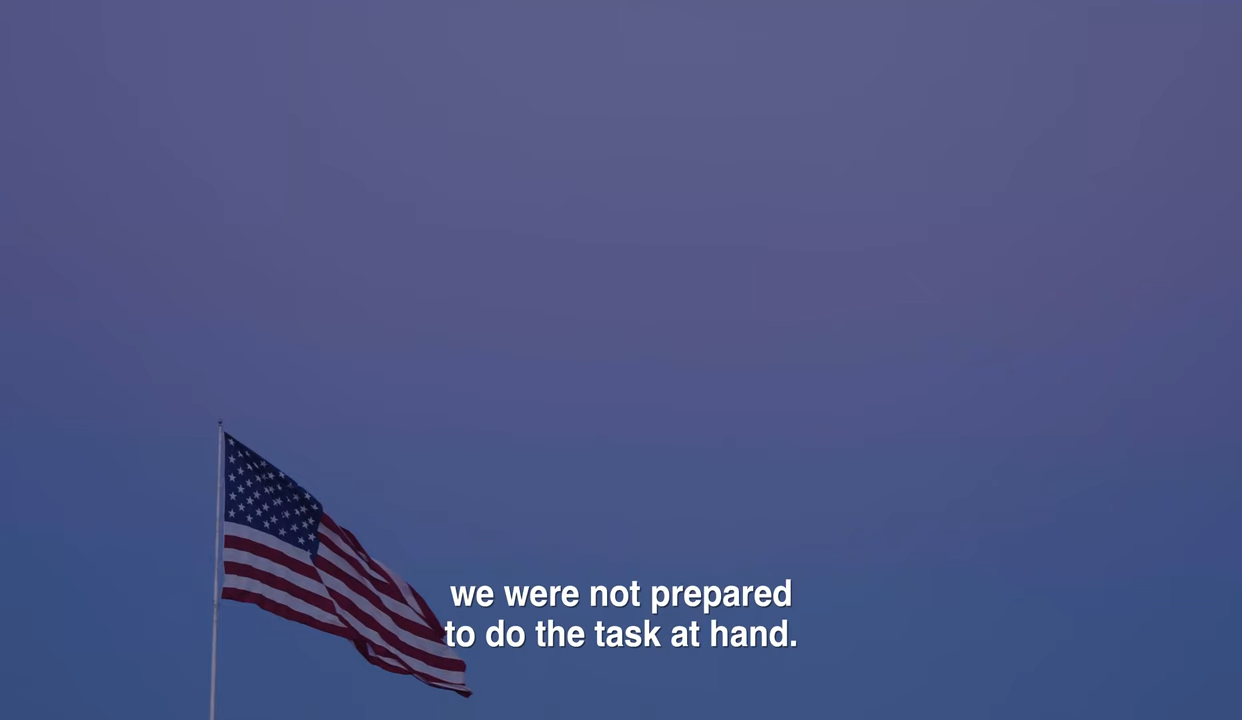 we were not prepared
to do the task at hand.